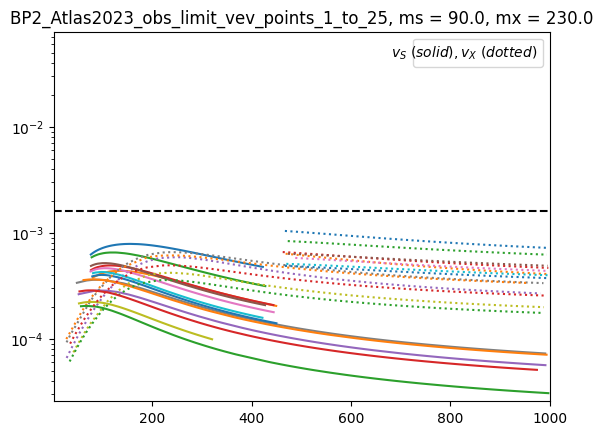 BP2_Atlas2023_obs_limit_vev_points_1_to_25, ms = 90.0, mx = 230.0
v_S (solid), v_X (dotted)
10^−2
10^−3
10^−4
200 400 600 800 1000